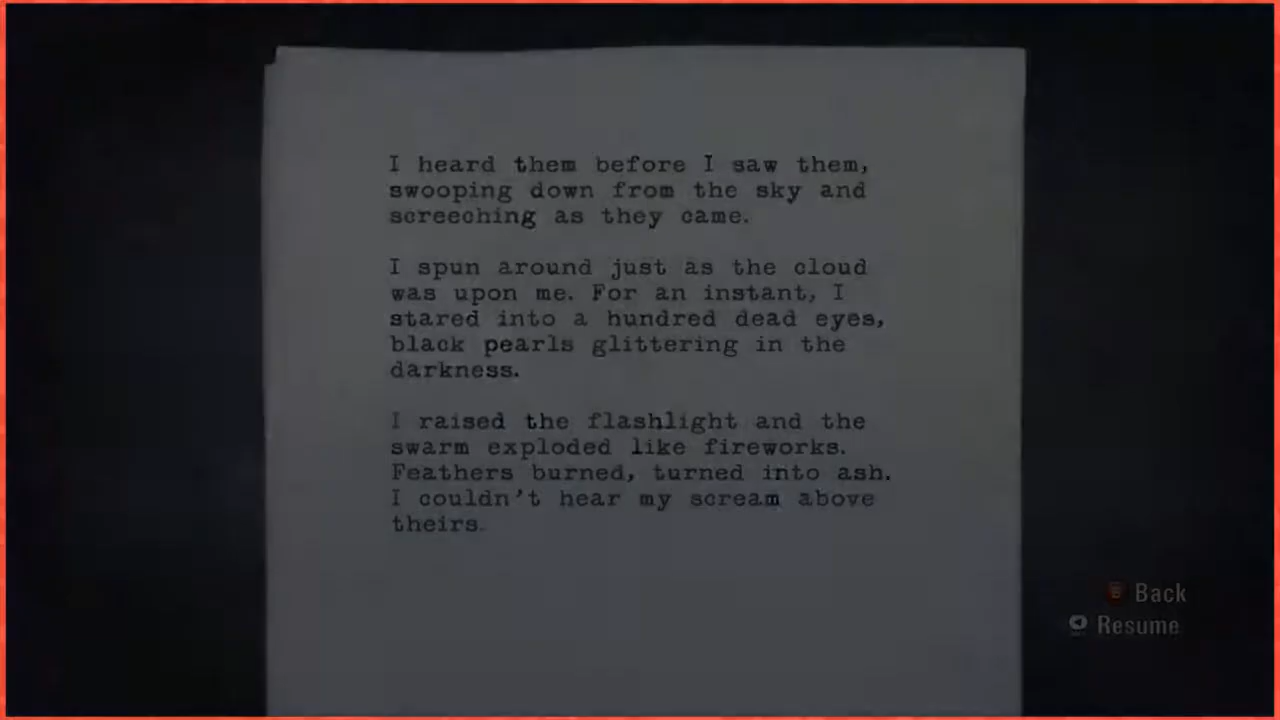 I heard them before I saw them,
swooping down from the sky and
screeching as they came.
I spun around just as the cloud
was upon me. For an instant, I
stared into a hundred dead eyes,
black pearls glittering in the
darkness.
I raised the flashlight and the
swarm exploded like fireworks.
Feathers burned, turned into ash.
I couldn't hear my scream above
theirs.
B Back
Resume